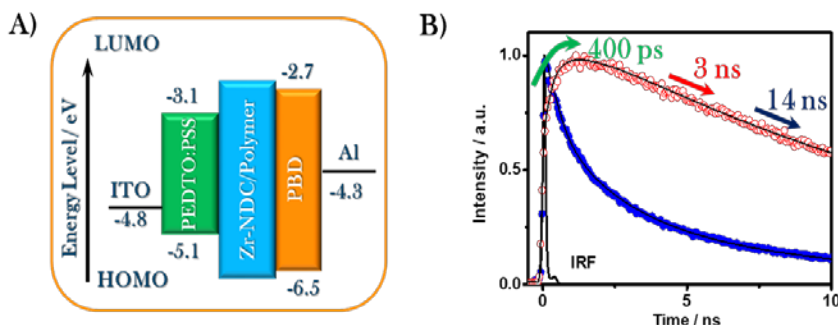 A)
LUMO
Energy Level/ eV
HOMO
ITO
-4.8
-3.1
PEDTO:PSS
-5.1
Zr-NDC/Polymer
-2.7
PBD
-6.5
Al
-4.3
B)
Intensity / a.u.
1.0
0.5
0.0
400 ps
3 ns
14 ns
IRF
0 5 10
Time / ns